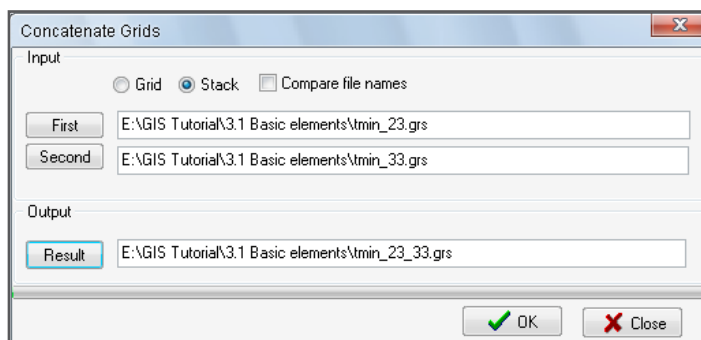 Concatenate Grids
Input
Grid Stack Compare file names
First E:\GIS Tutorial\3.1 Basic elements\tmin_23.grs
Second E:\GIS Tutorial\3.1 Basic elements\tmin_33.grs
Output
Result E:\GIS Tutorial\3.1 Basic elements\tmin_23_33.grs
OK Close